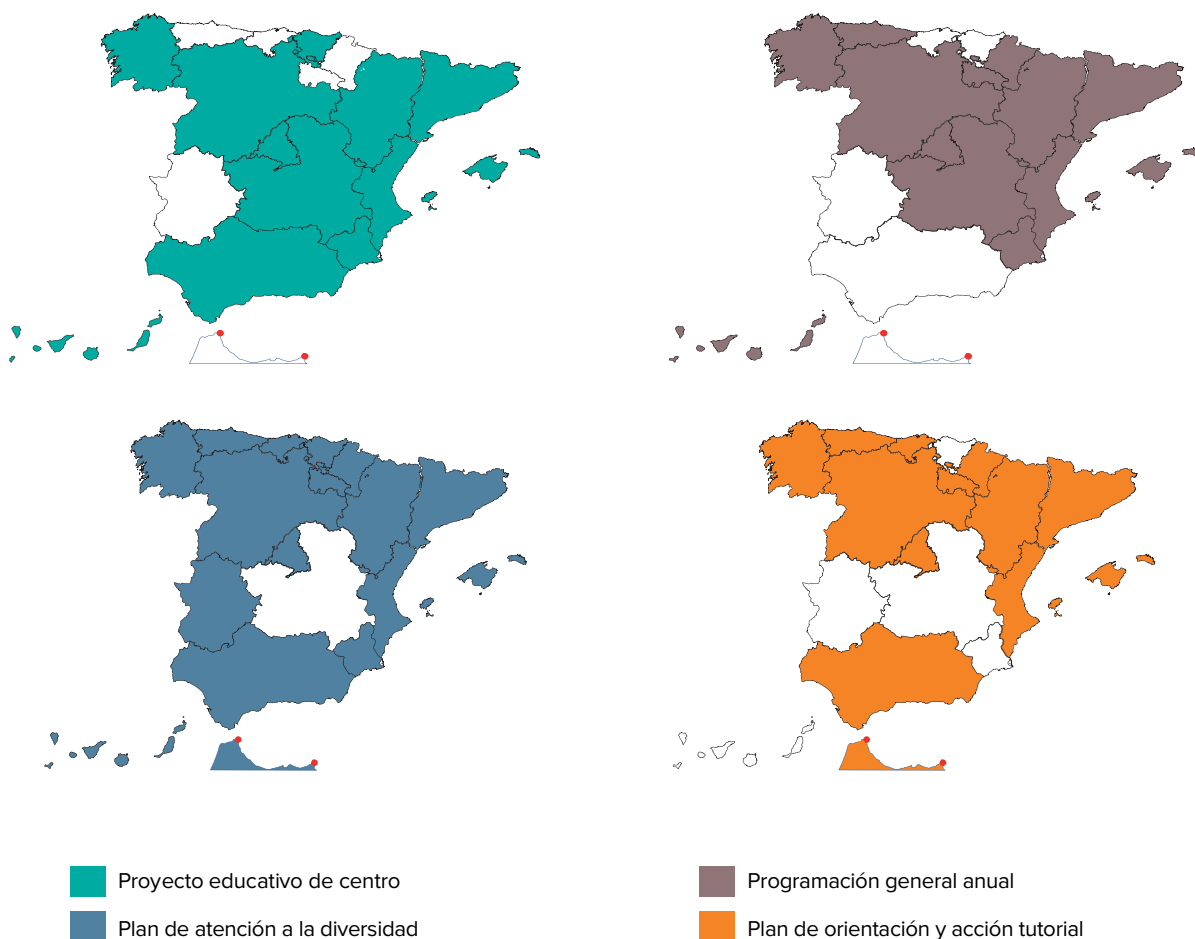 Proyecto educativo de centro
Programación general anual
Plan de atención a la diversidad
Plan de orientación y acción tutorial